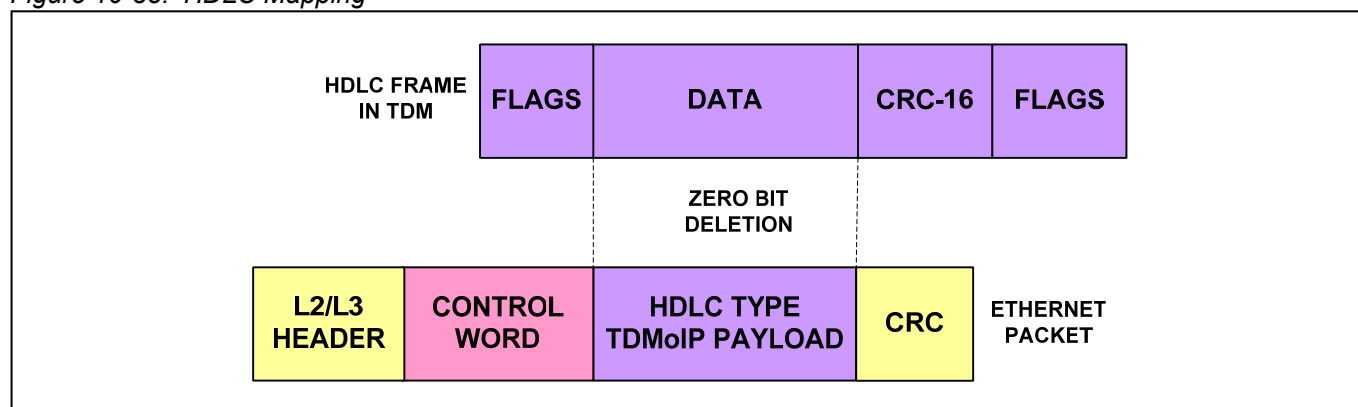 HDLC FRAME
IN TDM
FLAGS
DATA
CRC-16
FLAGS
ZERO BIT
DELETION
L2/L3
HEADER
CONTROL
WORD
HDLC TYPE
TDMoIP PAYLOAD
CRC
ETHERNET
PACKET